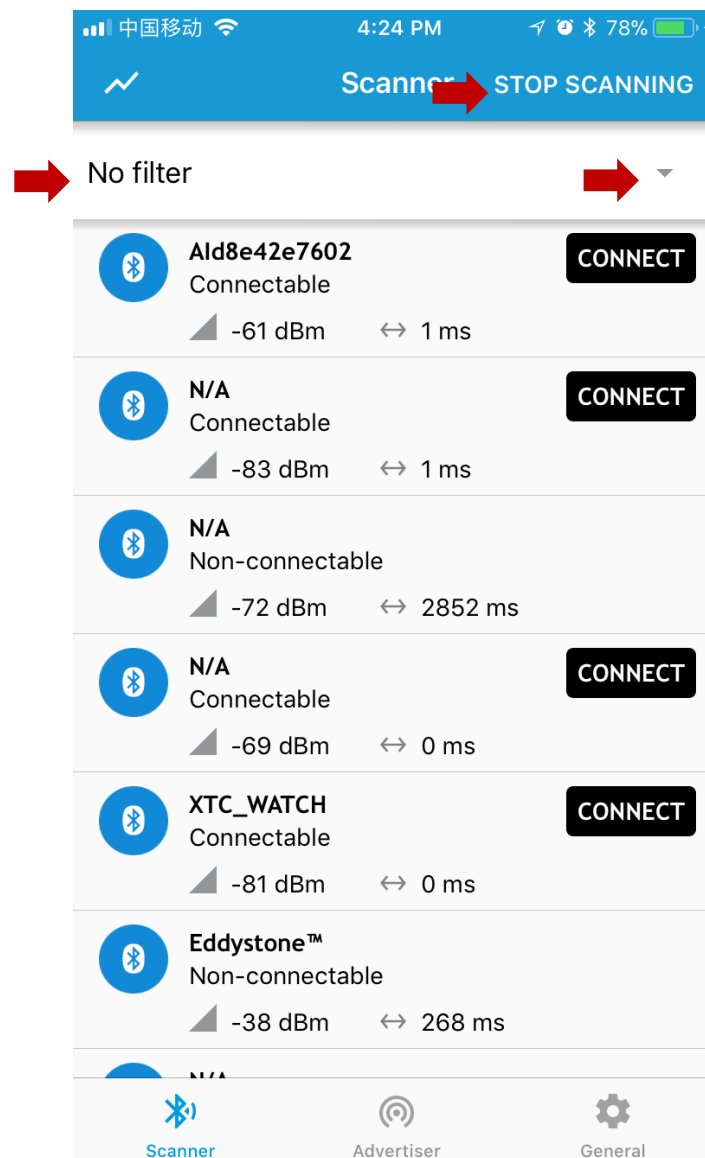 中国移动 4:24 PM 78%
Scanner STOP SCANNING
No filter
Ald8e42e7602 CONNECT
Connectable
-61 dBm 1 ms
N/A CONNECT
Connectable
-83 dBm 1 ms
N/A
Non-connectable
-72 dBm 2852 ms
N/A CONNECT
Connectable
-69 dBm 0 ms
XTC_WATCH CONNECT
Connectable
-81 dBm 0 ms
Eddystone™
Non-connectable
-38 dBm 268 ms
N/A
Scanner Advertiser General